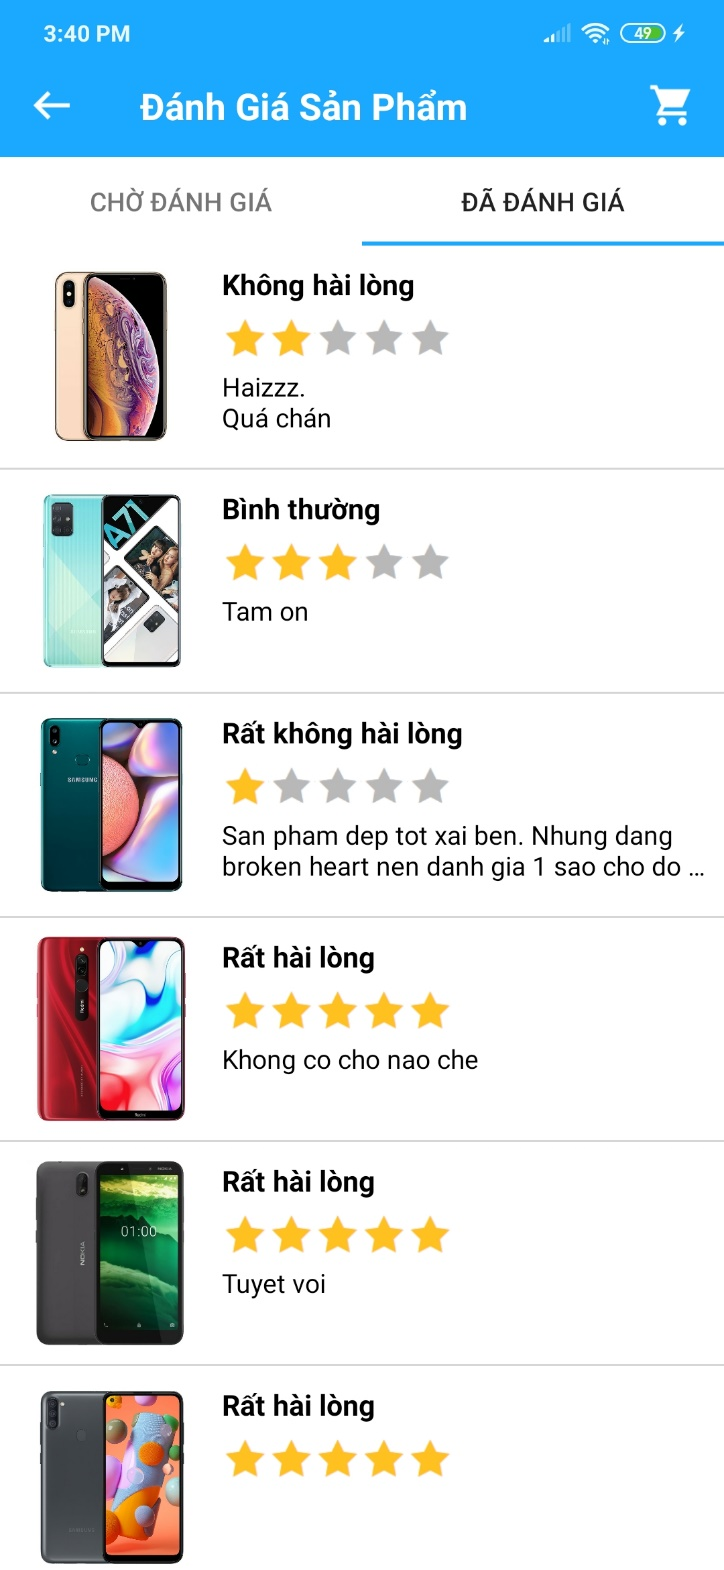 3:40 PM
49
Đánh Giá Sản Phẩm
CHỜ ĐÁNH GIÁ
ĐÃ ĐÁNH GIÁ
Không hài lòng
Haizzz.
Quá chán
A71
Bình thường
Tam on
SAMSUNG
Rất không hài lòng
San pham dep tot xai ben. Nhung dang
broken heart nen danh gia 1 sao cho do ...
Redmi
Rất hài lòng
Khong co cho nao che
NOKIA
NOKIA
01:00
Rất hài lòng
Tuyet voi
SAMSUNG
Rất hài lòng